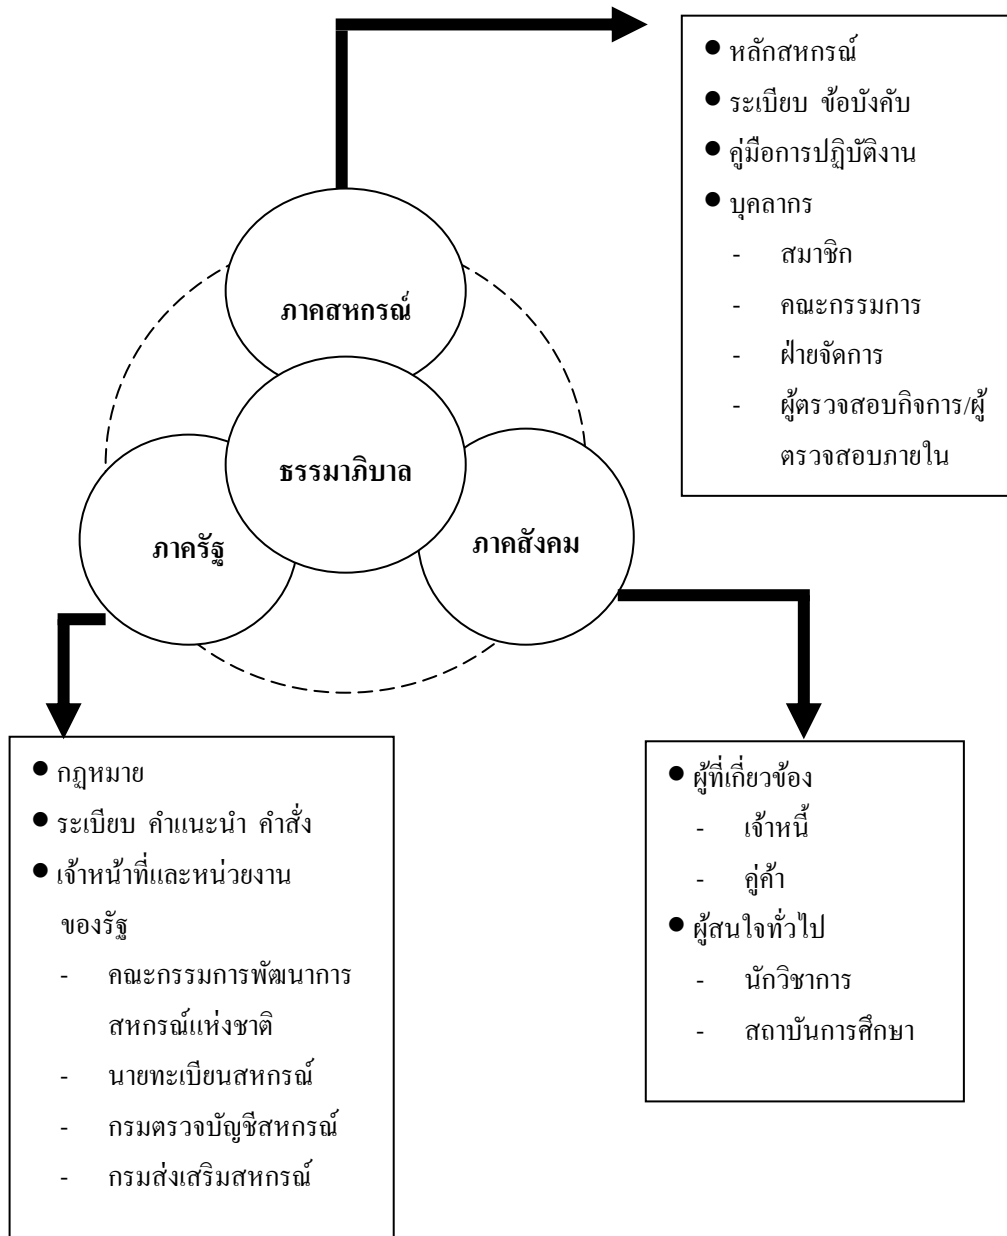 ● หลักสหกรณ์
● ระเบียบ ข้อบังคับ
● คู่มือการปฏิบัติงาน
● บุคลากร
- สมาชิก
- คณะกรรมการ
- ฝ่ายจัดการ
- ผู้ตรวจสอบกิจการ/ผู้
ตรวจสอบภายใน
ภาคสหกรณ์
ธรรมาภิบาล
ภาครัฐ
ภาคสังคม
● กฎหมาย
● ระเบียบ คำแนะนำ คำสั่ง
● เจ้าหน้าที่และหน่วยงาน
ของรัฐ
- คณะกรรมการพัฒนาการ
สหกรณ์แห่งชาติ
- นายทะเบียนสหกรณ์
- กรมตรวจบัญชีสหกรณ์
- กรมส่งเสริมสหกรณ์
● ผู้ที่เกี่ยวข้อง
- เจ้าหนี้
- คู่ค้า
● ผู้สนใจทั่วไป
- นักวิชาการ
- สถาบันการศึกษา